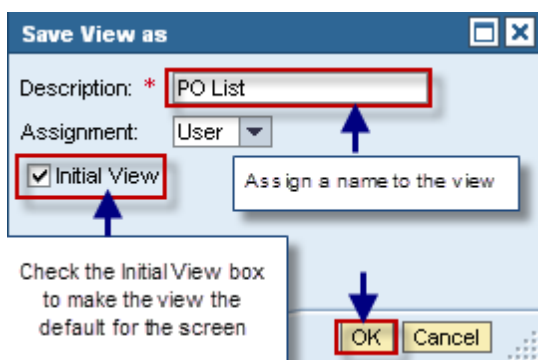 Save View as
Description: * PO List
Assignment: User
Initial View
Assign a name to the view
Check the Initial View box
to make the view the
default for the screen
OK Cancel